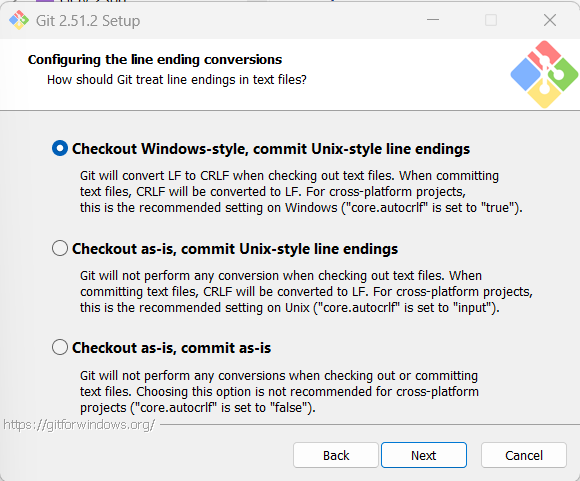 Git 2.51.2 Setup
Configuring the line ending conversions
How should Git treat line endings in text files?
Checkout Windows-style, commit Unix-style line endings
Git will convert LF to CRLF when checking out text files. When committing
text files, CRLF will be converted to LF. For cross-platform projects,
this is the recommended setting on Windows ("core.autocrlf" is set to "true").
Checkout as-is, commit Unix-style line endings
Git will not perform any conversion when checking out text files. When
committing text files, CRLF will be converted to LF. For cross-platform projects,
this is the recommended setting on Unix ("core.autocrlf" is set to "input").
Checkout as-is, commit as-is
Git will not perform any conversions when checking out or committing
text files. Choosing this option is not recommended for cross-platform
projects ("core.autocrlf" is set to "false").
https://gitforwindows.org/
Back
Next
Cancel